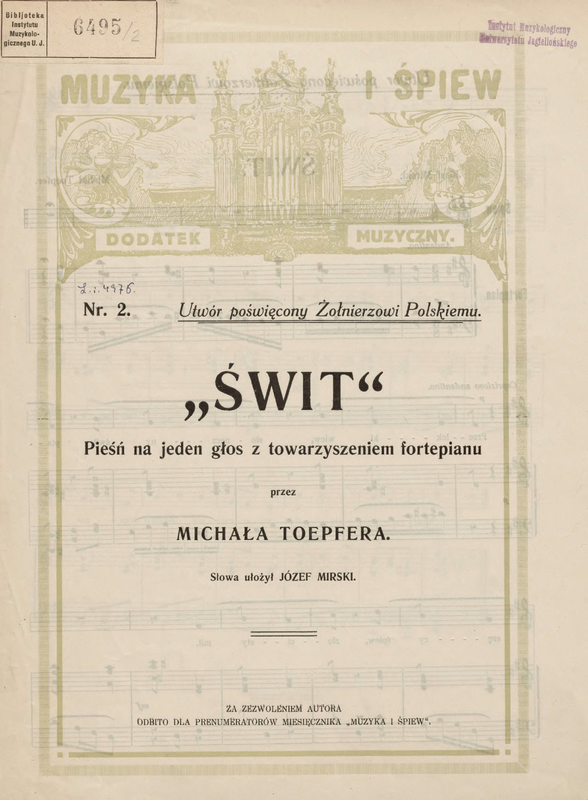 Bibljoteka
Instytutu
Muzykolo-
gicznego U. J.
6495/2
Instytut Muzykologiczny
Uniwersytetu Jagiellońskiego
MUZYKA I ŚPIEW
DODATEK MUZYCZNY.
Nr. 2.
Utwór poświęcony Żołnierzowi Polskiemu.
„ŚWIT“
Pieśń na jeden głos z towarzyszeniem fortepianu
przez
MICHAŁA TOEPFERA.
Słowa ułożył JÓZEF MIRSKI.
ZA ZEZWOLENIEM AUTORA
ODBITO DLA PRENUMERATORÓW MIESIĘCZNIKA „MUZYKA I ŚPIEW“.